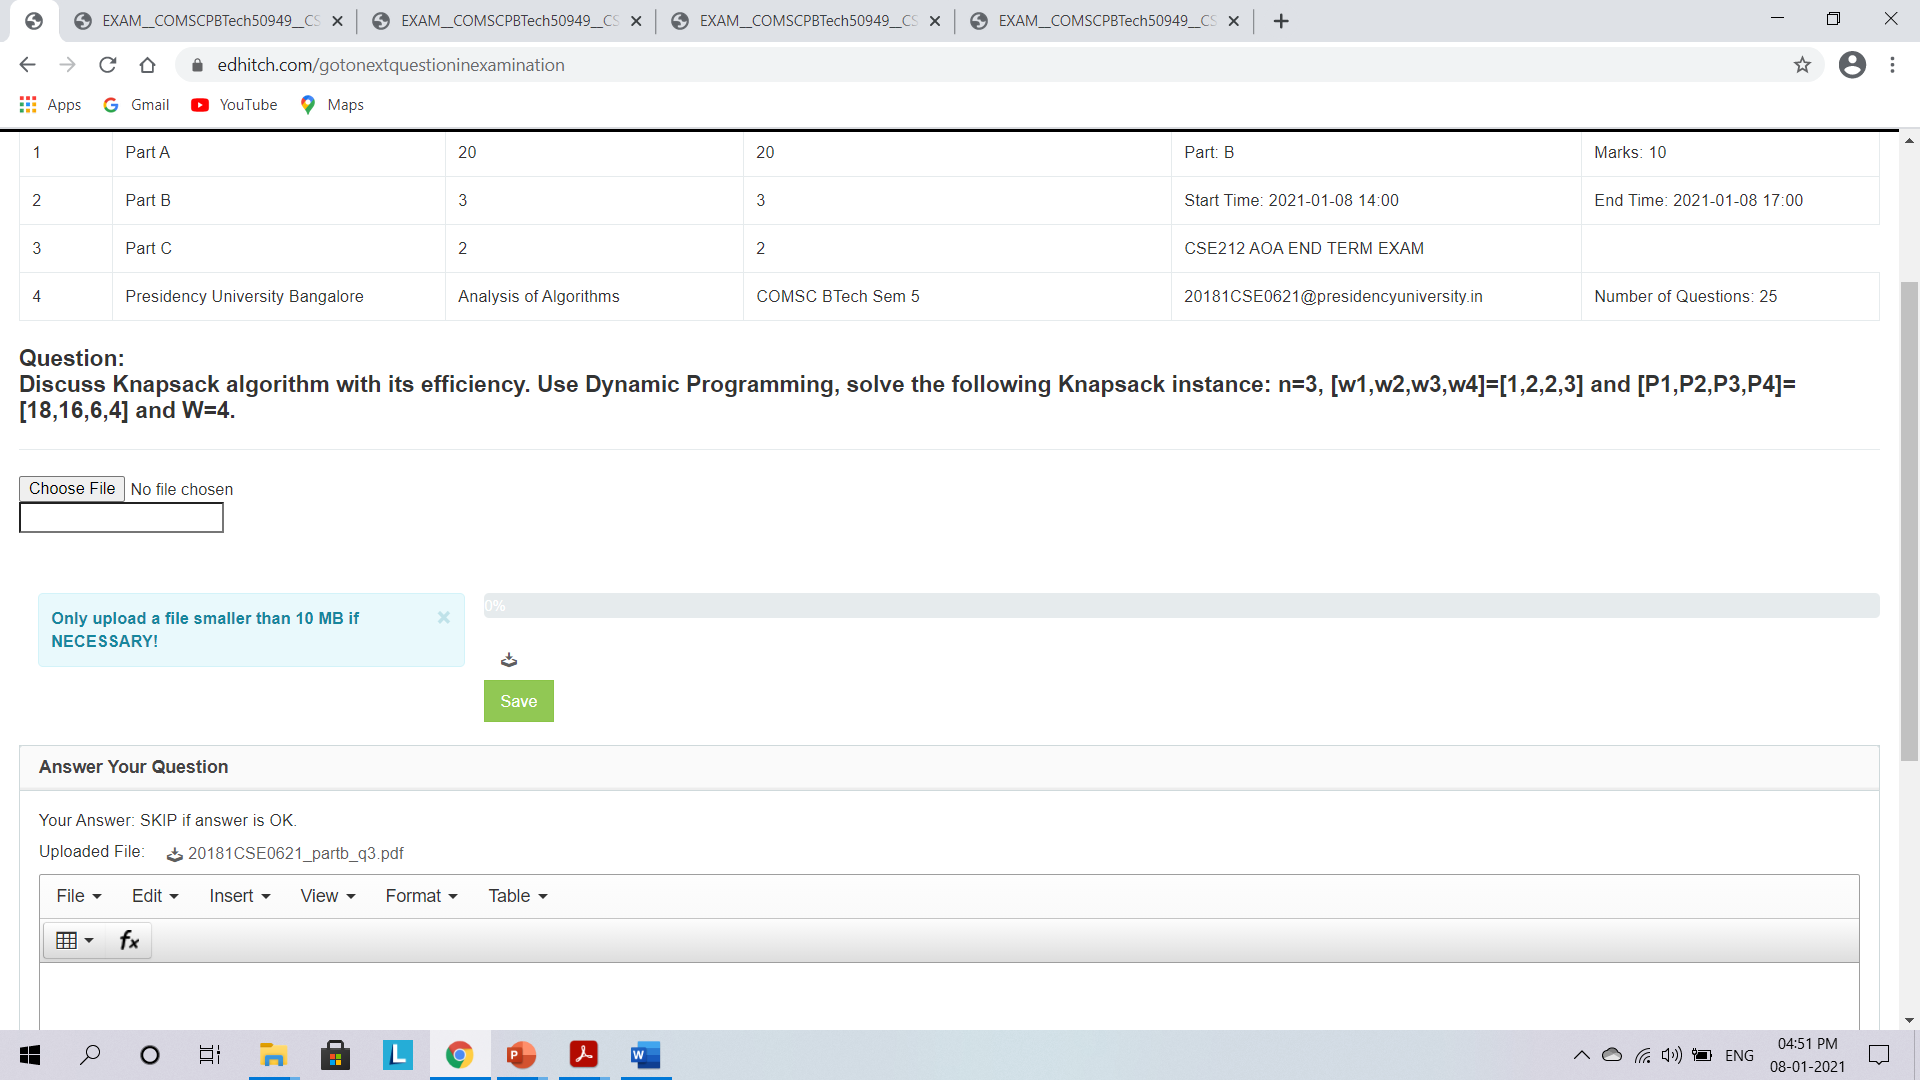 EXAM__COMSCPBTech50949__CS
EXAM__COMSCPBTech50949__CS
EXAM__COMSCPBTech50949__CS
EXAM__COMSCPBTech50949__CS
edhitch.com/gotonextquestioninexamination
Apps Gmail YouTube Maps
1 Part A 20 20 Part: B Marks: 10
2 Part B 3 3 Start Time: 2021-01-08 14:00 End Time: 2021-01-08 17:00
3 Part C 2 2 CSE212 AOA END TERM EXAM
4 Presidency University Bangalore Analysis of Algorithms COMSC BTech Sem 5 20181CSE0621@presidencyuniversity.in Number of Questions: 25
Question:
Discuss Knapsack algorithm with its efficiency. Use Dynamic Programming, solve the following Knapsack instance: n=3, [w1,w2,w3,w4]=[1,2,2,3] and [P1,P2,P3,P4]=
[18,16,6,4] and W=4.
Choose File No file chosen
Only upload a file smaller than 10 MB if
NECESSARY!
×
0%
Save
Answer Your Question
Your Answer: SKIP if answer is OK.
Uploaded File: 20181CSE0621_partb_q3.pdf
File Edit Insert View Format Table
fx
L P W
ENG
04:51 PM
08-01-2021